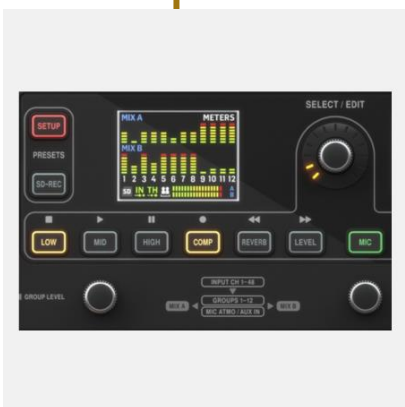 SELECT / EDIT
SETUP
PRESETS
SD-REC
MIX A METERS
MIX B
1 2 3 4 5 6 7 8 9 10 11 12
SD IN TH A
B
LOW MID HIGH COMP REVERB LEVEL MIC
GROUP LEVEL
INPUT CH 1-48
MIX A GROUPS 1-12 MIX B
MIC ATMO / AUX IN